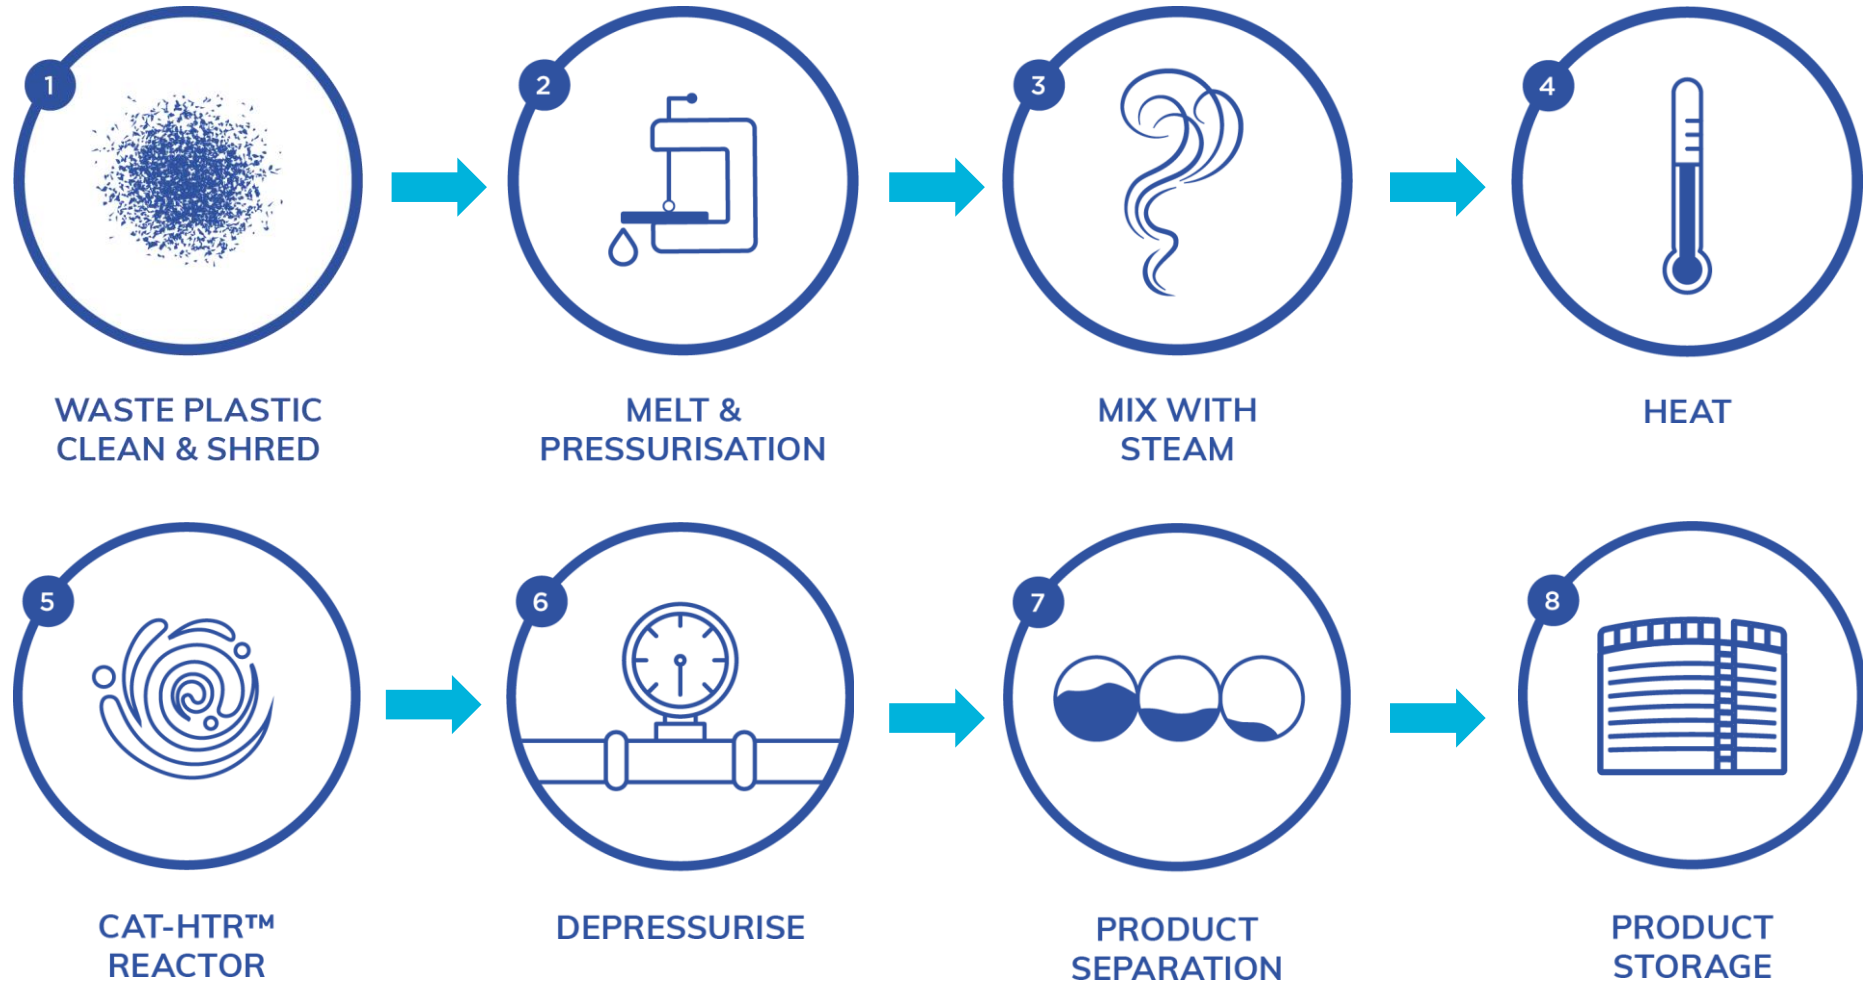 1
WASTE PLASTIC
CLEAN & SHRED
2
MELT &
PRESSURISATION
3
MIX WITH
STEAM
4
HEAT
5
CAT-HTR™
REACTOR
6
DEPRESSURISE
7
PRODUCT
SEPARATION
8
PRODUCT
STORAGE